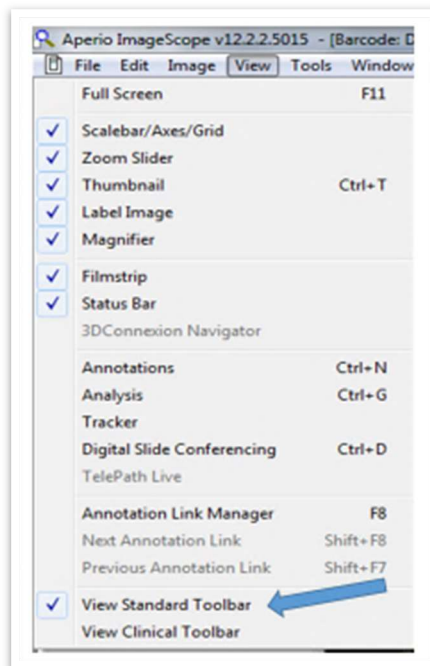 Aperio ImageScope v12.2.2.5015 - [Barcode: D
File Edit Image View Tools Window
Full Screen F11
Scalebar/Axes/Grid
Zoom Slider
Thumbnail Ctrl+T
Label Image
Magnifier
Filmstrip
Status Bar
3DConnexion Navigator
Annotations Ctrl+N
Analysis Ctrl+G
Tracker
Digital Slide Conferencing Ctrl+D
TelePath Live
Annotation Link Manager F8
Next Annotation Link Shift+F8
Previous Annotation Link Shift+F7
View Standard Toolbar
View Clinical Toolbar